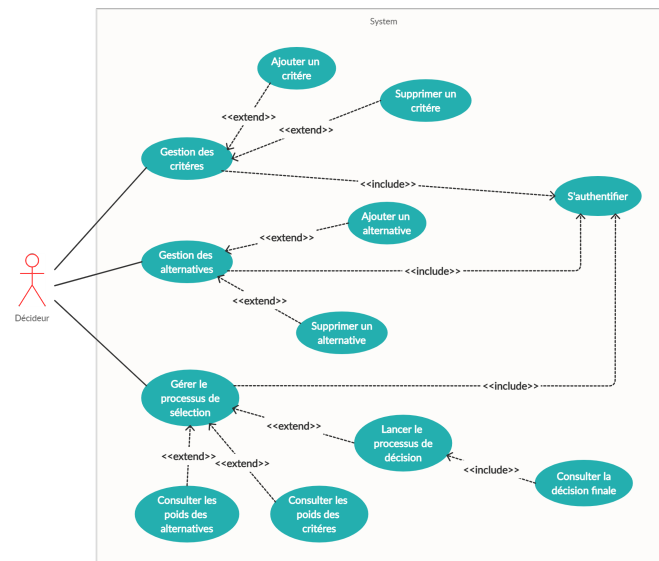 System
Ajouter un
critére
Supprimer un
critére
<<extend>>
<<extend>>
Gestion des
critéres
<<include>>
S'authentifier
Ajouter un
alternative
<<extend>>
Gestion des
alternatives
<<include>>
<<extend>>
Décideur
Supprimer un
alternative
Gérer le
processus de
sélection
<<include>>
<<extend>>
Lancer le
processus de
décision
<<extend>>
<<extend>>
<<include>>
Consulter la
décision finale
Consulter les
poids des
alternatives
Consulter les
poids des
critéres